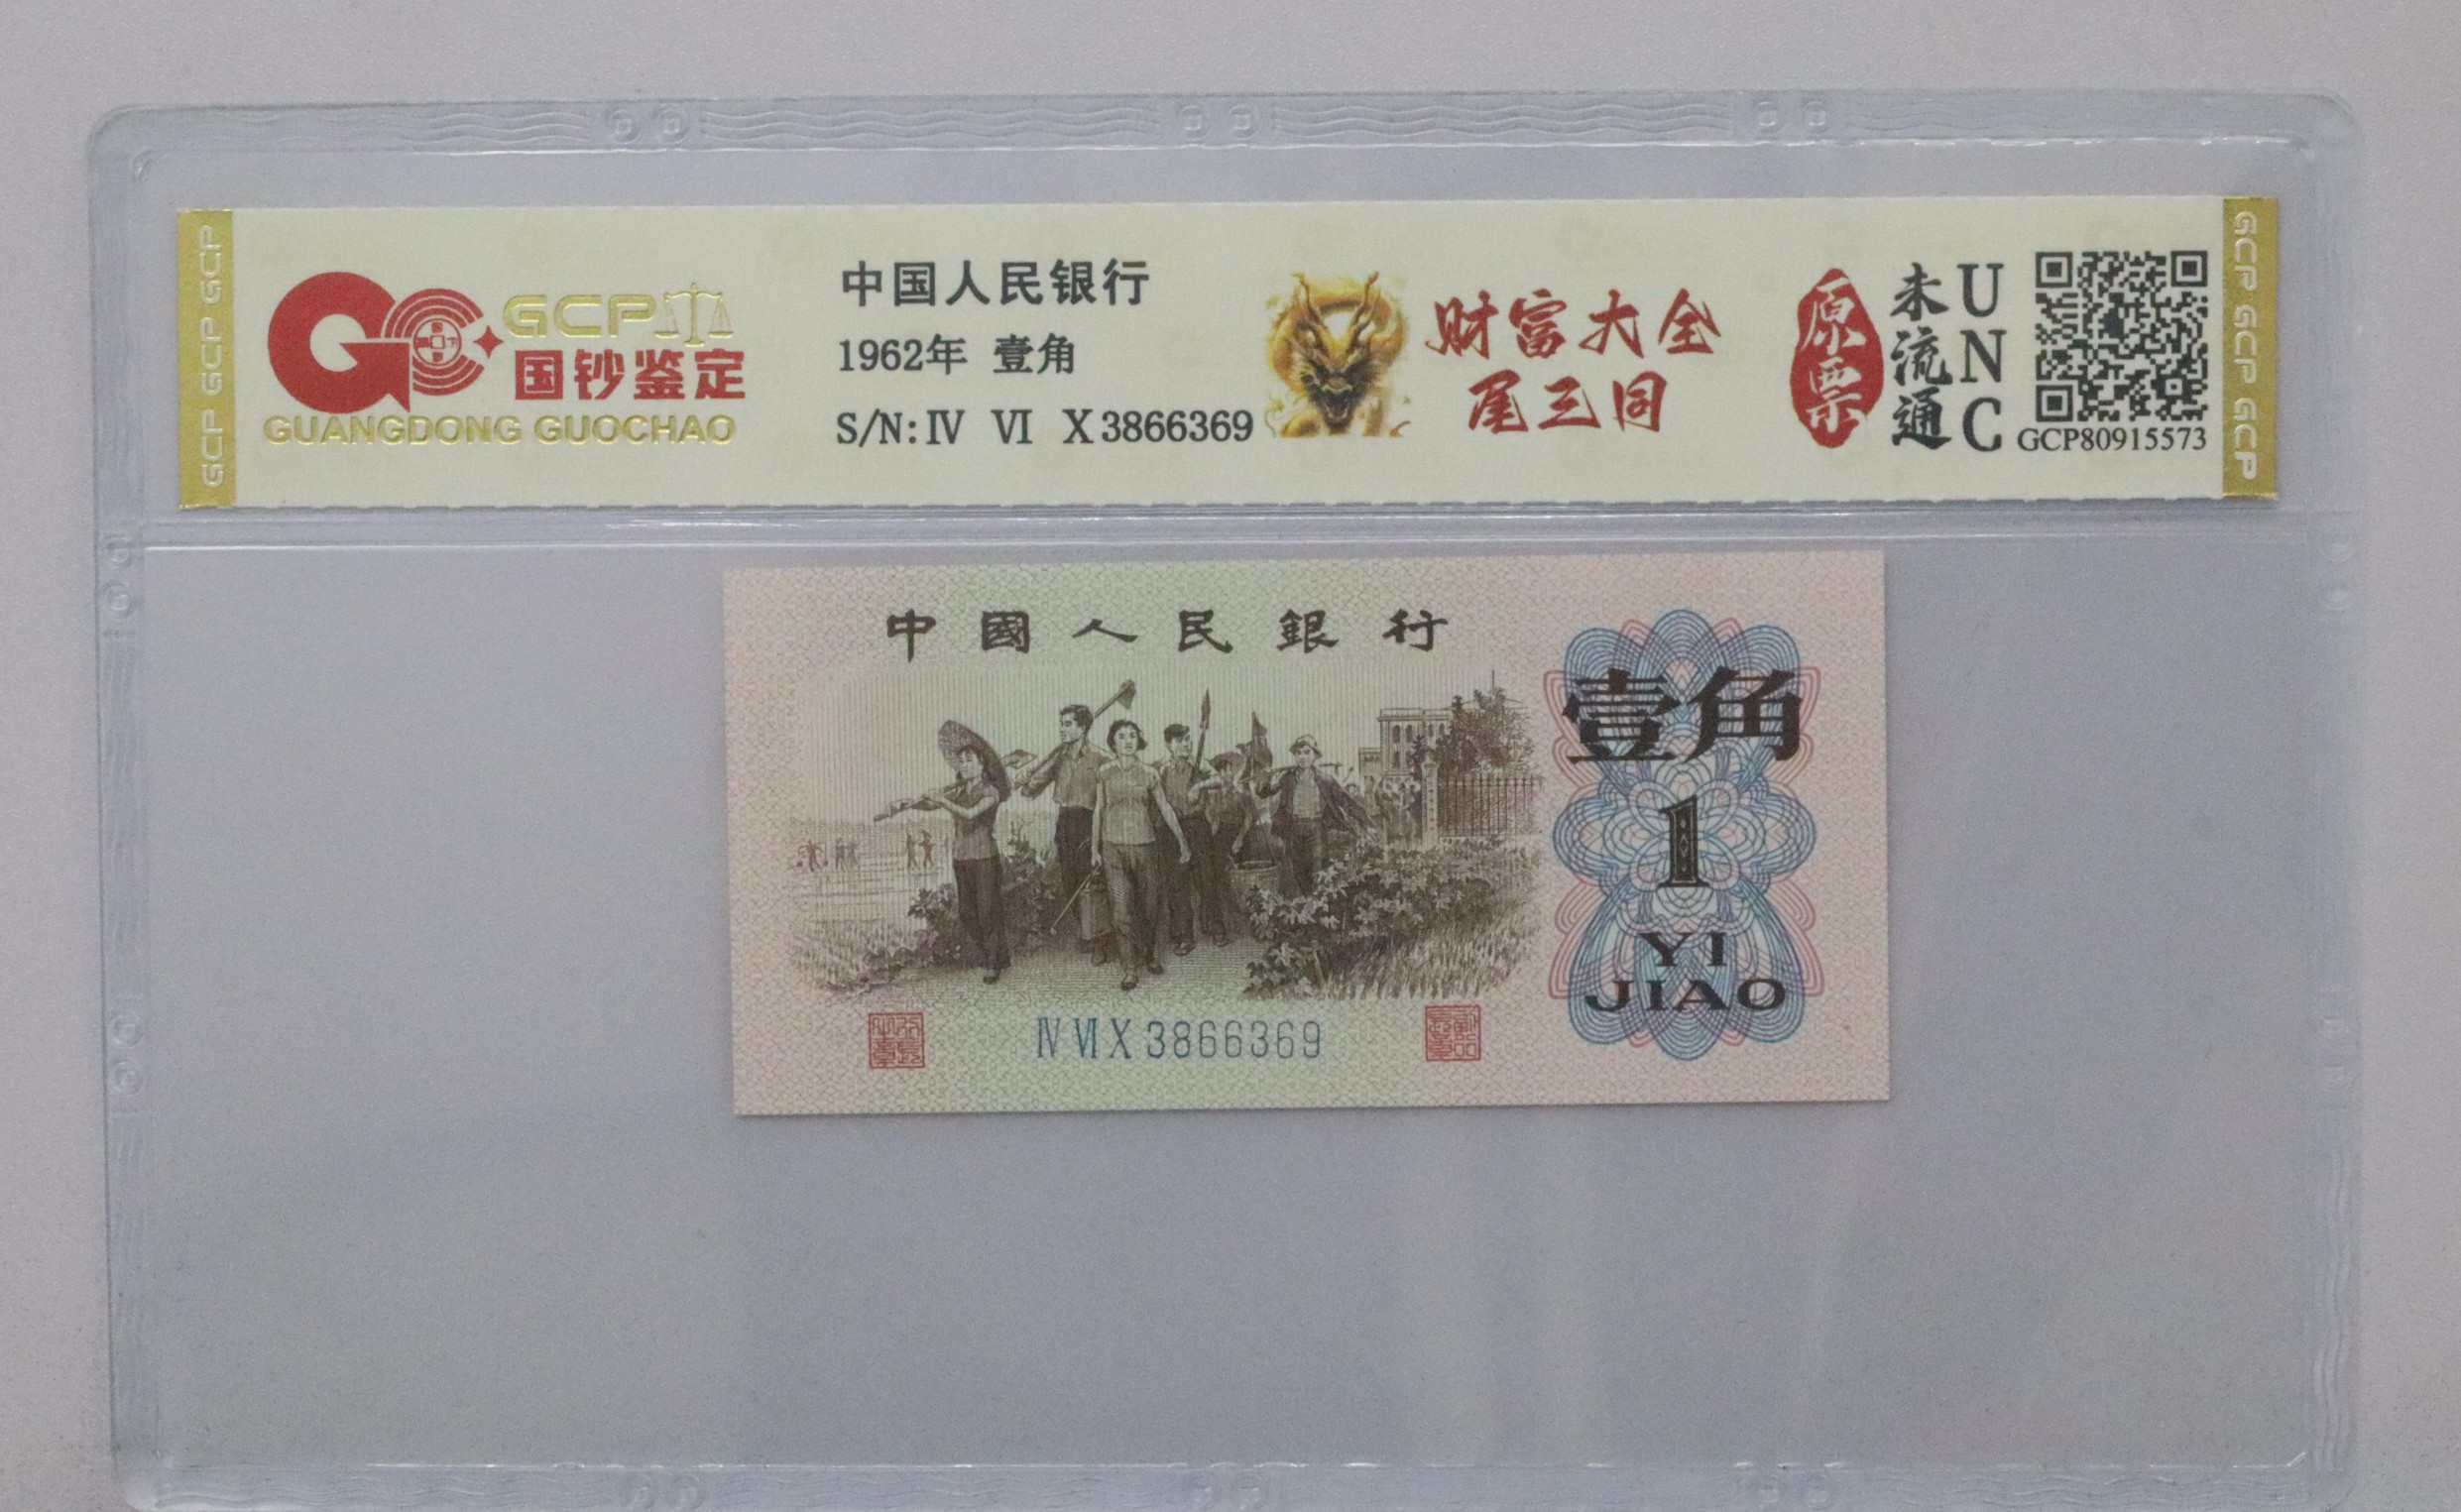 GCP GCP GCP
GCP
国钞鉴定
GUANGDONG GUOCHAO
中国人民银行
1962年 壹角
S/N: IV VI X 3866369
财富大全
尾三同
原票
未流通
UNC
GCP80915573
GCP GCP GCP
中國人民銀行
壹角
1
YI
JIAO
IV VI X 3866369